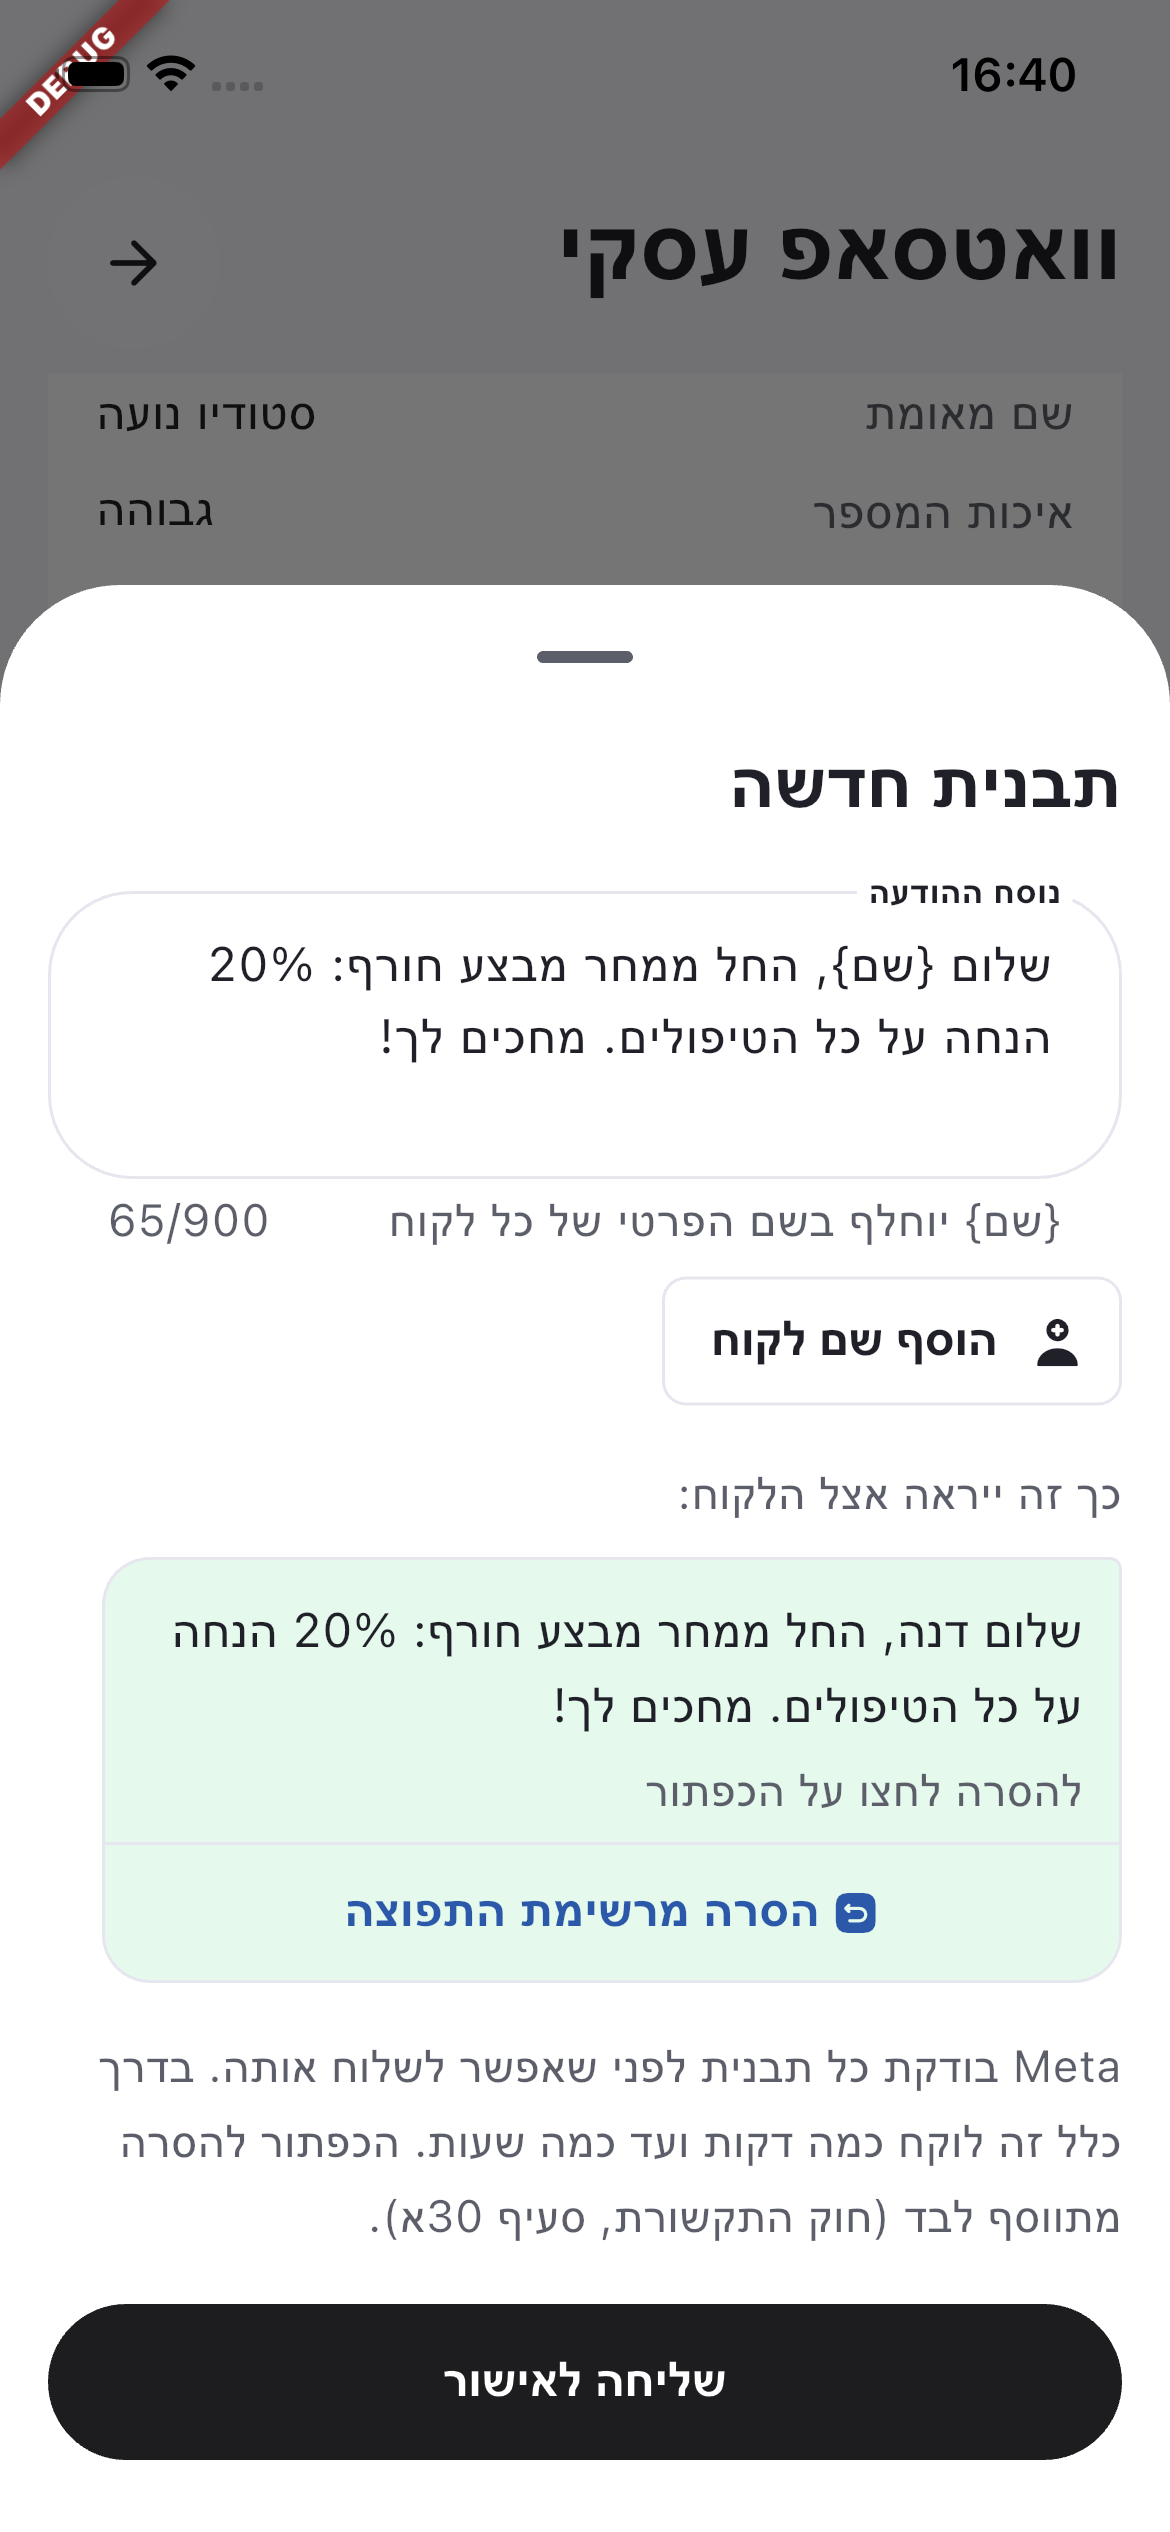 DEBUG
16:40
וואטסאפ עסקי
שם מאומת סטודיו נועה
איכות המספר גבוהה
תבנית חדשה
נוסח ההודעה
שלום {שם}, החל ממחר מבצע חורף: 20%
הנחה על כל הטיפולים. מחכים לך!
{שם} יוחלף בשם הפרטי של כל לקוח 65/900
הוסף שם לקוח
כך זה ייראה אצל הלקוח:
שלום דנה, החל ממחר מבצע חורף: 20% הנחה
על כל הטיפולים. מחכים לך!
להסרה לחצו על הכפתור
הסרה מרשימת התפוצה
Meta בודקת כל תבנית לפני שאפשר לשלוח אותה. בדרך
כלל זה לוקח כמה דקות ועד כמה שעות. הכפתור להסרה
מתווסף לבד (חוק התקשורת, סעיף 30א).
שליחה לאישור